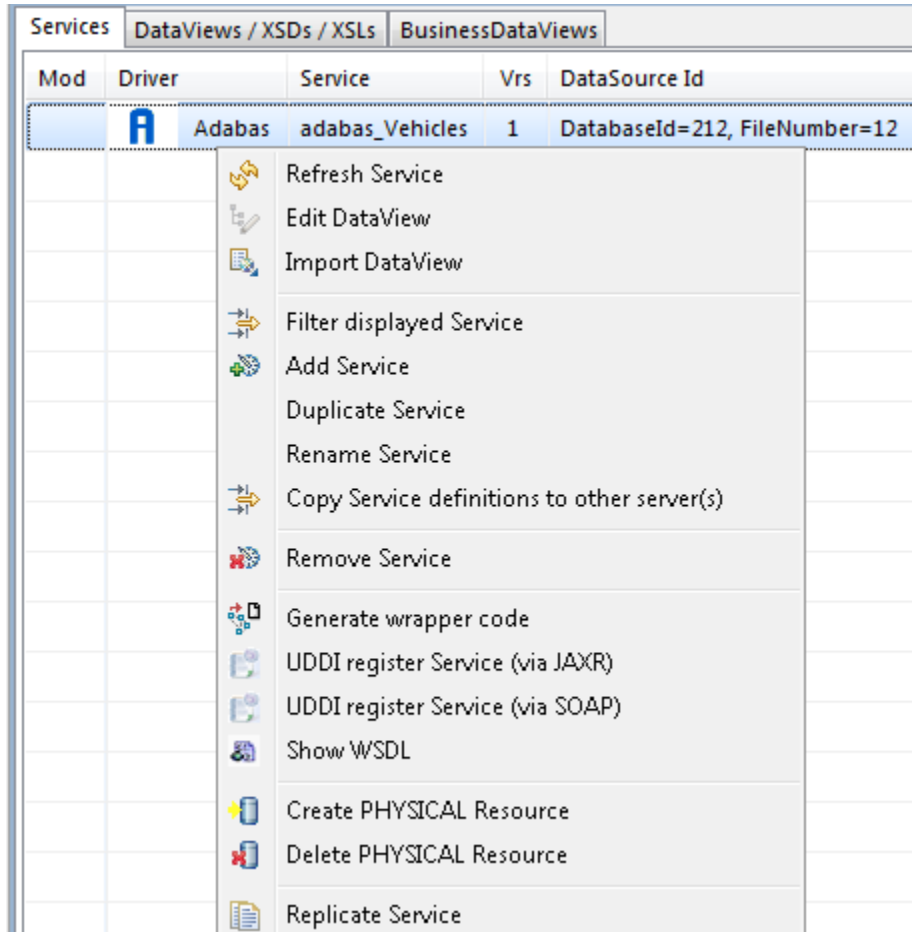 Services DataViews / XSDs / XSLs BusinessDataViews
Mod Driver Service Vrs DataSource Id
Adabas adabas_Vehicles 1 DatabaseId=212, FileNumber=12
Refresh Service
Edit DataView
Import DataView
Filter displayed Service
Add Service
Duplicate Service
Rename Service
Copy Service definitions to other server(s)
Remove Service
Generate wrapper code
UDDI register Service (via JAXR)
UDDI register Service (via SOAP)
Show WSDL
Create PHYSICAL Resource
Delete PHYSICAL Resource
Replicate Service